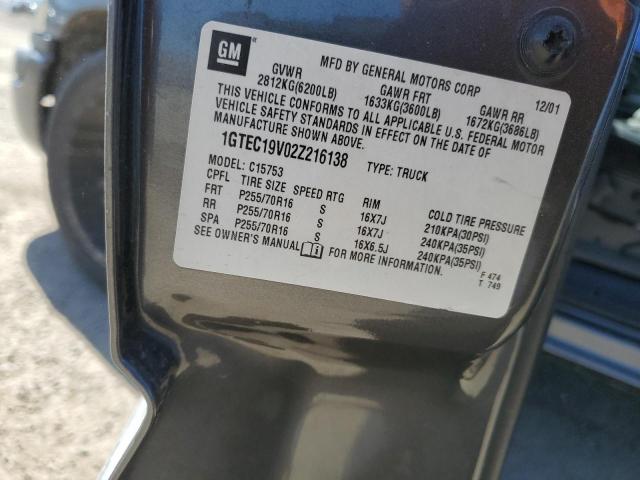 GM
MFD BY GENERAL MOTORS CORP 12/01
GVWR GAWR FRT GAWR RR
2812KG(6200LB) 1633KG(3600LB) 1672KG(3686LB)
THIS VEHICLE CONFORMS TO ALL APPLICABLE U.S. FEDERAL MOTOR
VEHICLE SAFETY STANDARDS IN EFFECT ON THE DATE OF
MANUFACTURE SHOWN ABOVE.
1GTEC19V02Z216138 TYPE: TRUCK
MODEL: C15753
CPFL TIRE SIZE SPEED RTG RIM COLD TIRE PRESSURE
FRT P255/70R16 S 16X7J 210KPA(30PSI)
RR P255/70R16 S 16X7J 240KPA(35PSI)
SPA P255/70R16 S 16X6.5J 240KPA(35PSI)
SEE OWNER'S MANUAL FOR MORE INFORMATION.
F 474
T 749